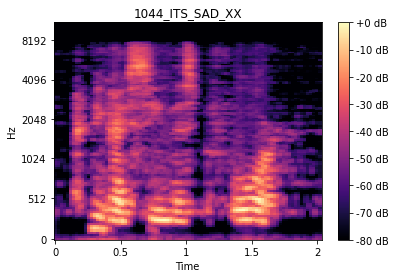 1044_ITS_SAD_XX
+0 dB
8192
-10 dB
4096
-20 dB
-30 dB
2048
Hz
-40 dB
1024
-50 dB
512
-60 dB
-70 dB
0
-80 dB
0
0.5
1
1.5
2
Time